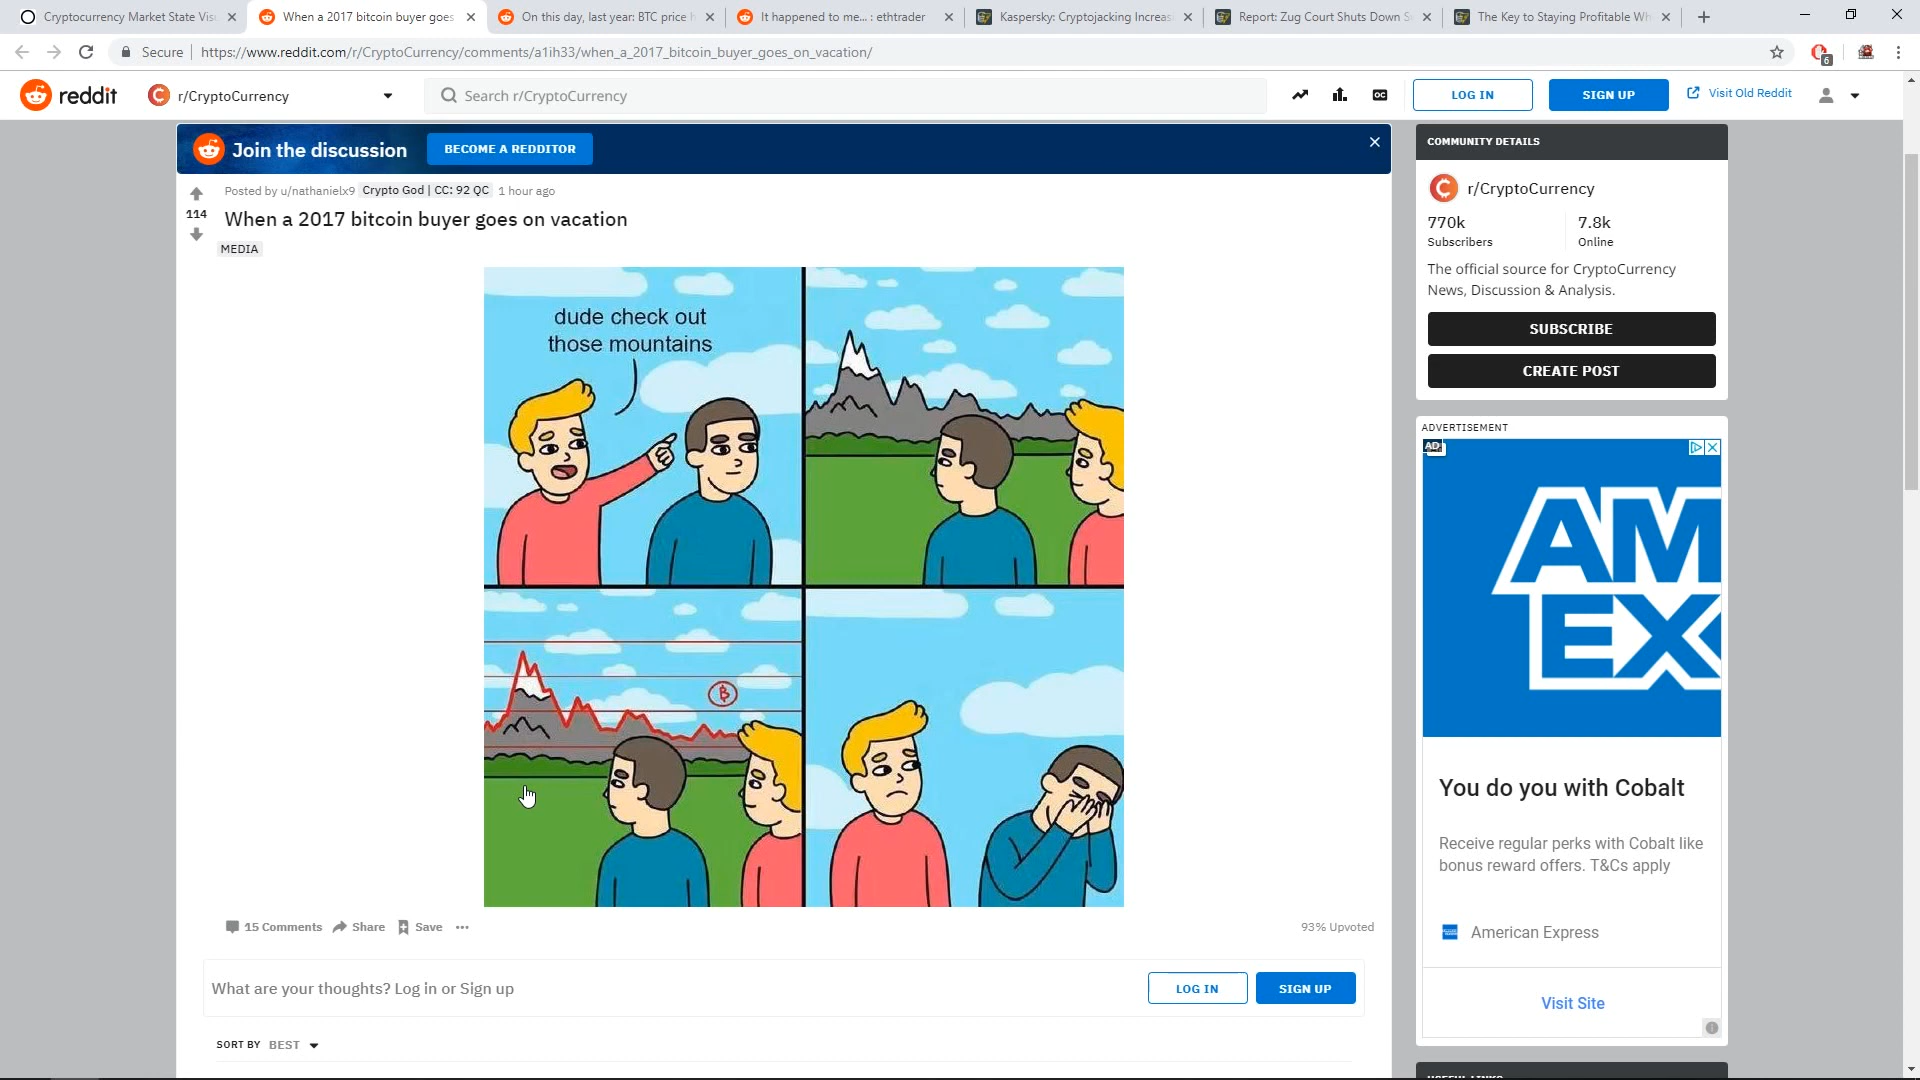 Cryptocurrency Market State Visu
When a 2017 bitcoin buyer goes
On this day, last year: BTC price h
It happened to me... : ethtrader
Kaspersky: Cryptojacking Increas
Report: Zug Court Shuts Down S
The Key to Staying Profitable Wh
Secure
https://www.reddit.com/r/CryptoCurrency/comments/a1ih33/when_a_2017_bitcoin_buyer_goes_on_vacation/
6
reddit
r/CryptoCurrency
Search r/CryptoCurrency
OC
LOG IN
SIGN UP
Visit Old Reddit
Join the discussion
BECOME A REDDITOR
Posted by u/nathanielx9 Crypto God | CC: 92 QC 1 hour ago
114
When a 2017 bitcoin buyer goes on vacation
MEDIA
dude check out
those mountains
15 Comments
Share
Save
93% Upvoted
What are your thoughts? Log in or Sign up
LOG IN
SIGN UP
SORT BY BEST
COMMUNITY DETAILS
r/CryptoCurrency
770k
Subscribers
7.8k
Online
The official source for CryptoCurrency
News, Discussion & Analysis.
SUBSCRIBE
CREATE POST
ADVERTISEMENT
AD
AM
EX
You do you with Cobalt
Receive regular perks with Cobalt like
bonus reward offers. T&Cs apply
American Express
Visit Site
USEFUL LINKS